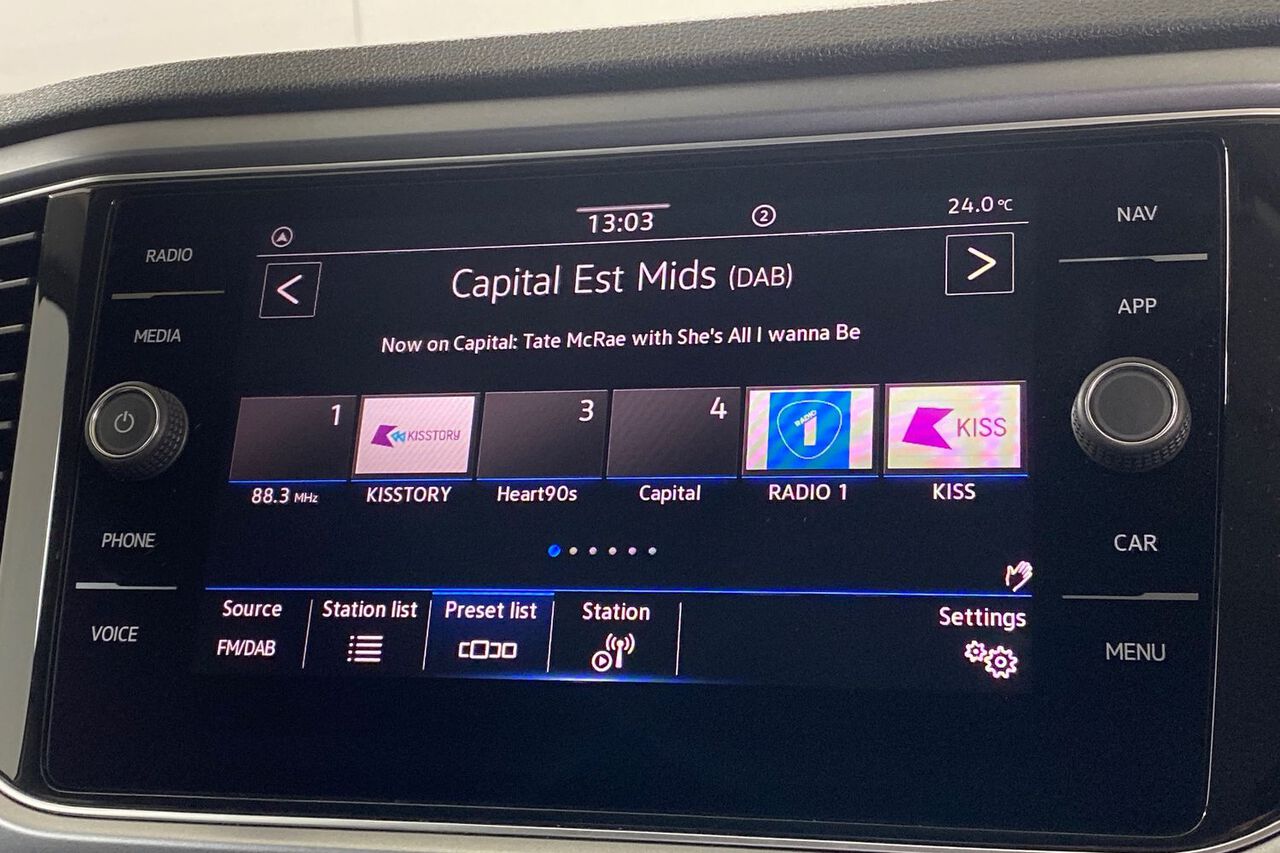 13:03
2
24.0 °C
NAV
RADIO
Capital Est Mids (DAB)
APP
MEDIA
Now on Capital: Tate McRae with She's All I wanna Be
1
KISSTORY
3
4
RADIO
1
KISS
88.3 MHz
KISSTORY
Heart90s
Capital
RADIO 1
KISS
PHONE
CAR
Source
Station list
Preset list
Station
Settings
FM/DAB
VOICE
MENU